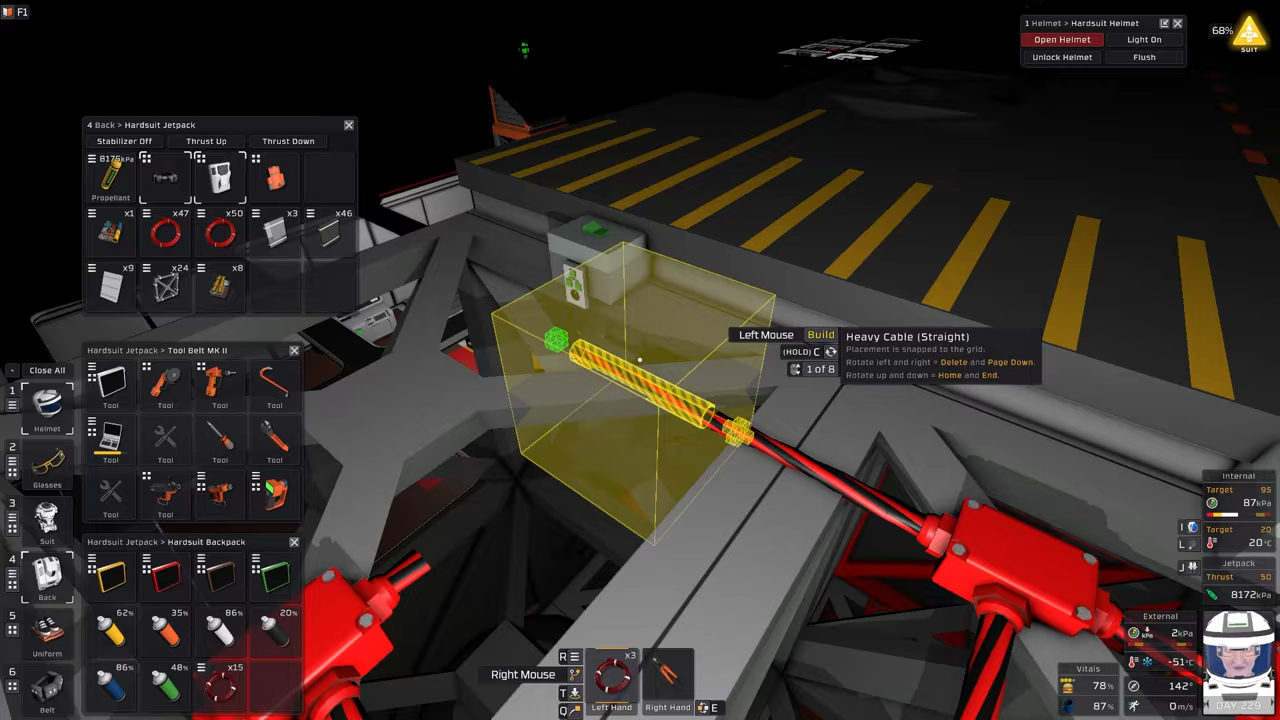 F1
1 Helmet > Hardsuit Helmet
Open Helmet
Light On
Unlock Helmet
Flush
68%
SUIT
4 Back > Hardsuit Jetpack
Stabilizer Off
Thrust Up
Thrust Down
8175kPa
Propellant
x1
x47
x50
x3
x46
x9
x24
x8
Hardsuit Jetpack > Tool Belt MK II
Tool
Tool
Tool
Tool
Tool
Tool
Tool
Tool
Tool
Tool
Tool
Tool
Hardsuit Jetpack > Hardsuit Backpack
62%
35%
86%
20%
86%
48%
x15
Close All
1
Helmet
2
Glasses
3
Suit
4
Back
5
Uniform
6
Belt
Left Mouse
Build
(HOLD) C
1 of 8
Heavy Cable (Straight)
Placement is snapped to the grid.
Rotate left and right = Delete and Page Down.
Rotate up and down = Home and End.
Right Mouse
R
T
Q
x3
Left Hand
Right Hand
E
Internal
Target 95
87kPa
Target 20
20°C
Jetpack
Thrust 50
8172kPa
I
L
J
External
2kPa
-51°C
142°
0m/s
Vitals
78%
87%
DAY 229